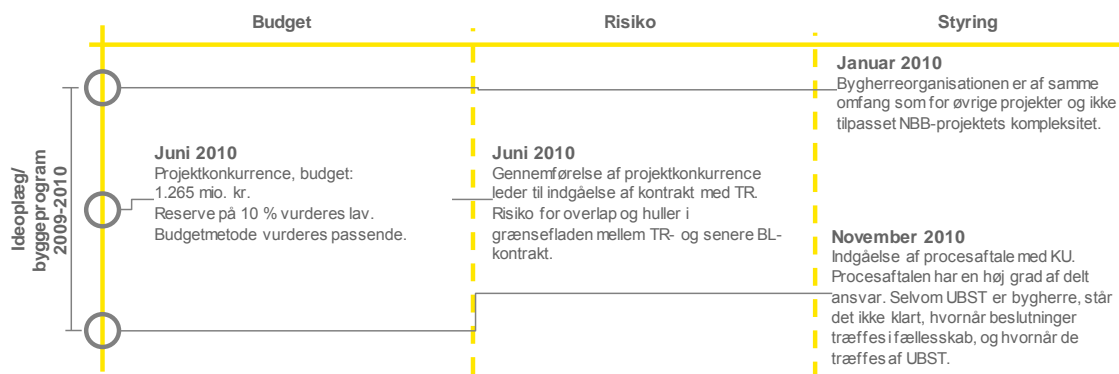 Budget
Risiko
Styring
Ideoplæg/
byggeprogram
2009-2010
Januar 2010
Bygherreorganisationen er af samme
omfang som for øvrige projekter og ikke
tilpasset NBB-projektets kompleksitet.
Juni 2010
Projektkonkurrence, budget:
1.265 mio. kr.
Reserve på 10 % vurderes lav.
Budgetmetode vurderes passende.
Juni 2010
Gennemførelse af projektkonkurrence
leder til indgåelse af kontrakt med TR.
Risiko for overlap og huller i
grænsefladen mellem TR- og senere BL-
kontrakt.
November 2010
Indgåelse af procesaftale med KU.
Procesaftalen har en høj grad af delt
ansvar. Selvom UBST er bygherre, står
det ikke klart, hvornår beslutninger
træffes i fællesskab, og hvornår de
træffes af UBST.